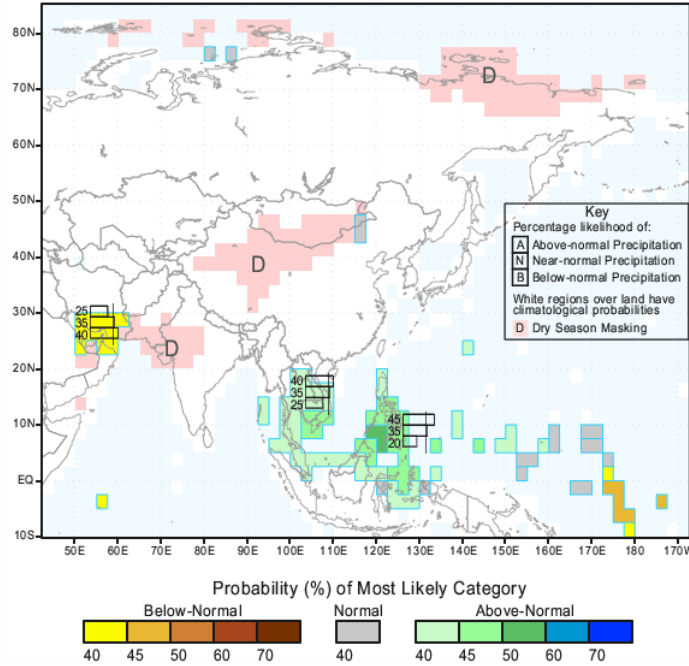 80N
70N
60N
50N
40N
30N
20N
10N
EQ
10S
50E
60E
70E
80E
90E
100E
110E
120E
130E
140E
150E
160E
170E
180
170W
D
D
D
25
35
40
40
35
25
45
35
20
Key
Percentage likelihood of:
A Above-normal Precipitation
N Near-normal Precipitation
B Below-normal Precipitation
White regions over land have
climatological probabilities
D Dry Season Masking
Probability (%) of Most Likely Category
Below-Normal Normal Above-Normal
40 45 50 60 70 40 40 45 50 60 70